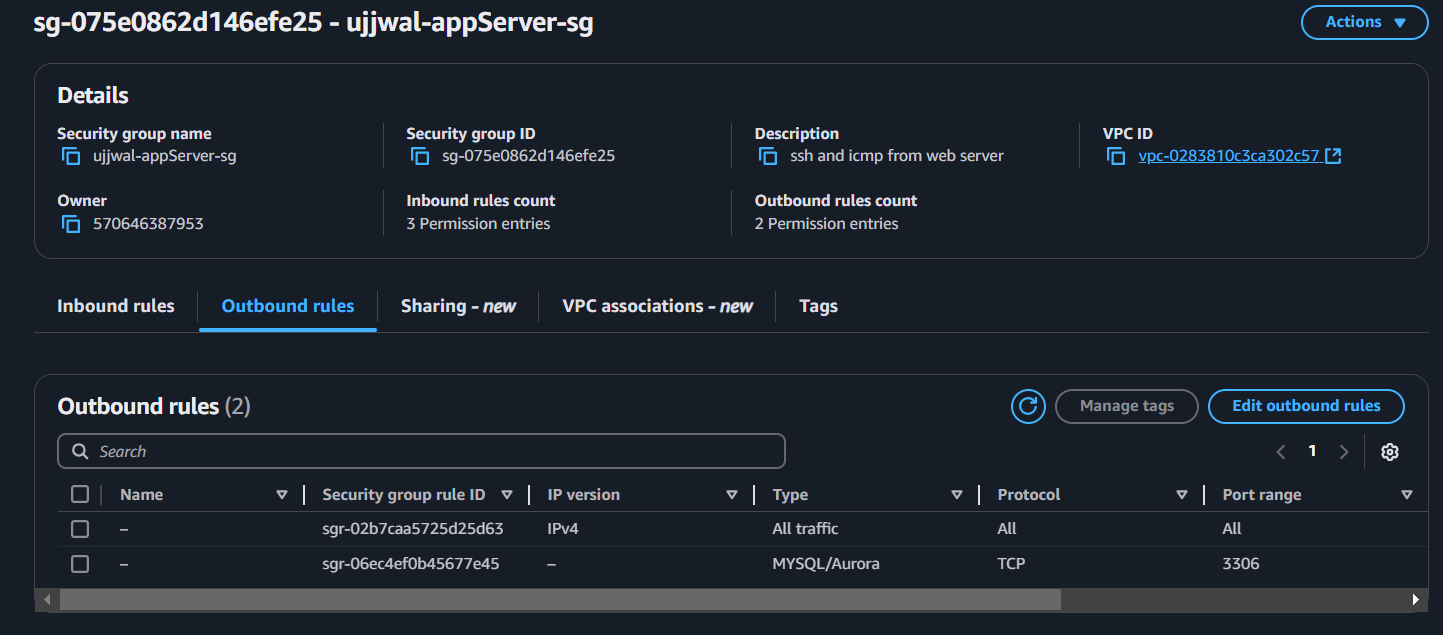 sg-075e0862d146efe25 - ujjwal-appServer-sg
Actions
Details
Security group name
ujjwal-appServer-sg
Security group ID
sg-075e0862d146efe25
Description
ssh and icmp from web server
VPC ID
vpc-0283810c3ca302c57
Owner
570646387953
Inbound rules count
3 Permission entries
Outbound rules count
2 Permission entries
Inbound rules
Outbound rules
Sharing - new
VPC associations - new
Tags
Outbound rules (2)
Manage tags
Edit outbound rules
Search
1
Name Security group rule ID IP version Type Protocol Port range
– sgr-02b7caa5725d25d63 IPv4 All traffic All All
– sgr-06ec4ef0b45677e45 – MYSQL/Aurora TCP 3306